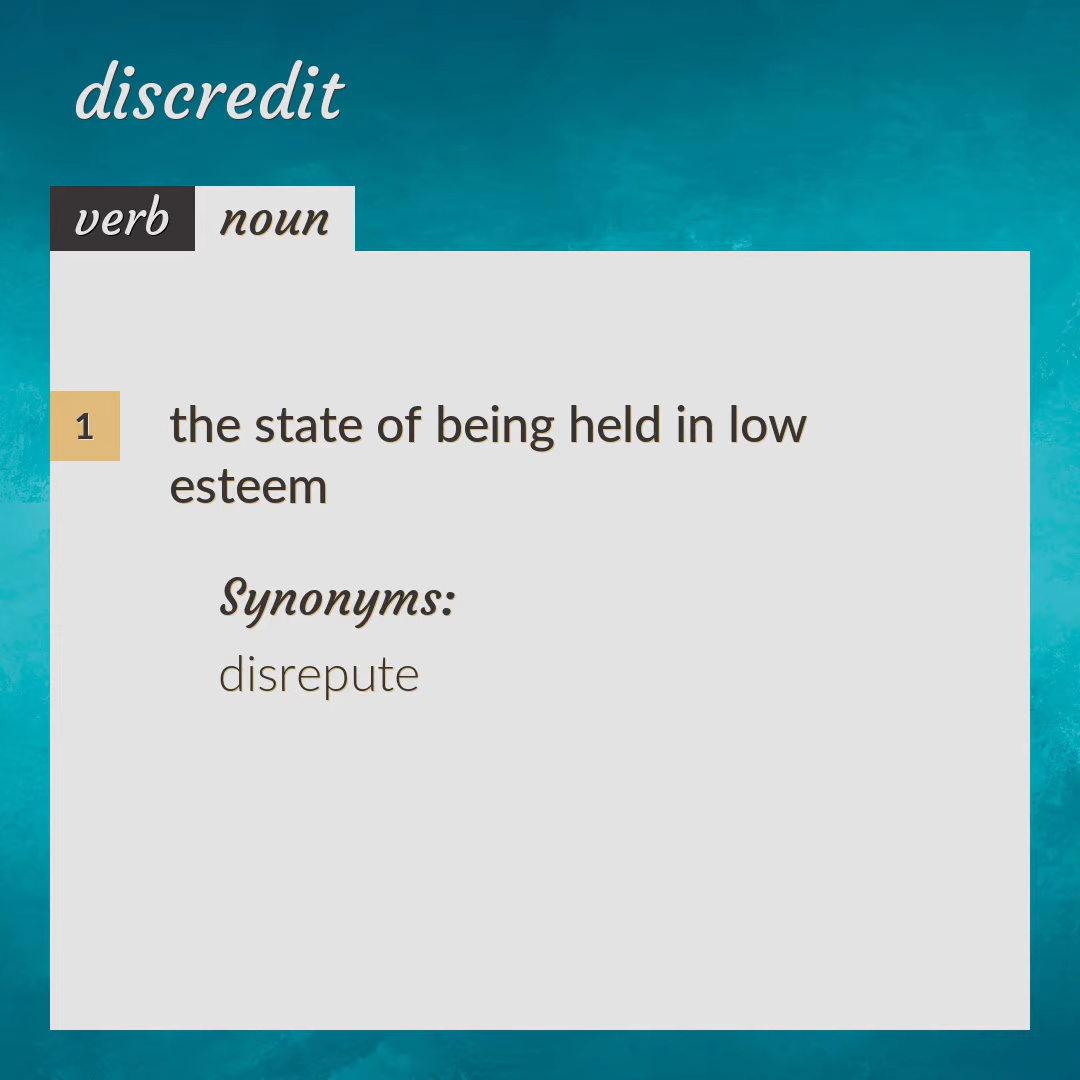 discredit
verb noun
1 the state of being held in low
esteem
Synonyms:
disrepute